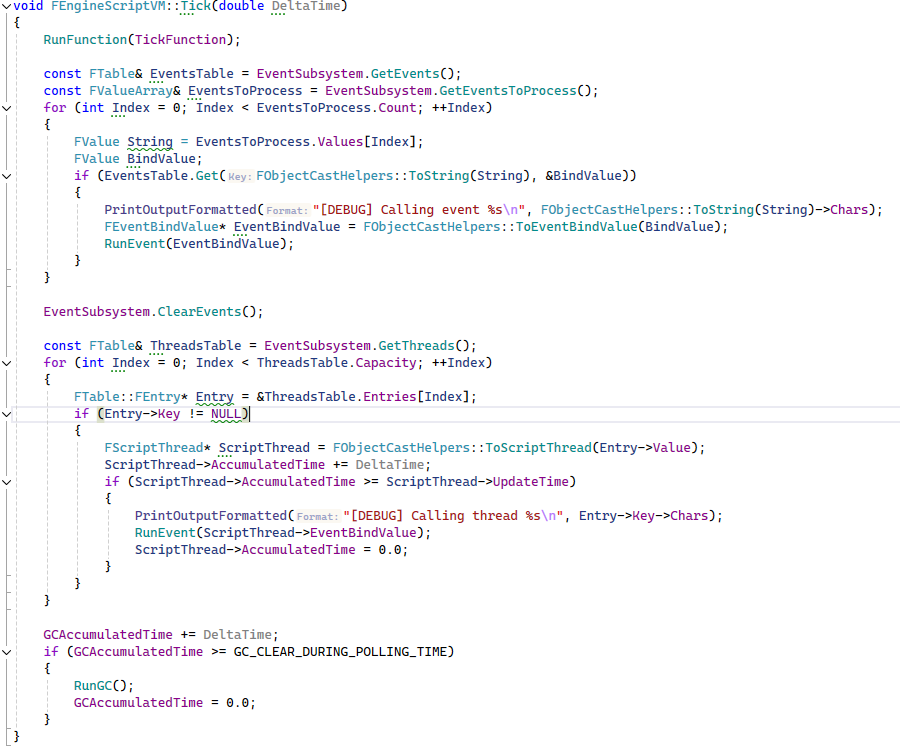 void FEngineScriptVM::Tick(double DeltaTime)
{
    RunFunction(TickFunction);

    const FTable& EventsTable = EventSubsystem.GetEvents();
    const FValueArray& EventsToProcess = EventSubsystem.GetEventsToProcess();
    for (int Index = 0; Index < EventsToProcess.Count; ++Index)
    {
        FValue String = EventsToProcess.Values[Index];
        FValue BindValue;
        if (EventsTable.Get( Key: FObjectCastHelpers::ToString(String), &BindValue))
        {
            PrintOutputFormatted( Format: "[DEBUG] Calling event %s\n", FObjectCastHelpers::ToString(String)->Chars);
            FEventBindValue* EventBindValue = FObjectCastHelpers::ToEventBindValue(BindValue);
            RunEvent(EventBindValue);
        }
    }

    EventSubsystem.ClearEvents();

    const FTable& ThreadsTable = EventSubsystem.GetThreads();
    for (int Index = 0; Index < ThreadsTable.Capacity; ++Index)
    {
        FTable::FEntry* Entry = &ThreadsTable.Entries[Index];
        if (Entry->Key != NULL)
        {
            FScriptThread* ScriptThread = FObjectCastHelpers::ToScriptThread(Entry->Value);
            ScriptThread->AccumulatedTime += DeltaTime;
            if (ScriptThread->AccumulatedTime >= ScriptThread->UpdateTime)
            {
                PrintOutputFormatted( Format: "[DEBUG] Calling thread %s\n", Entry->Key->Chars);
                RunEvent(ScriptThread->EventBindValue);
                ScriptThread->AccumulatedTime = 0.0;
            }
        }
    }

    GCAccumulatedTime += DeltaTime;
    if (GCAccumulatedTime >= GC_CLEAR_DURING_POLLING_TIME)
    {
        RunGC();
        GCAccumulatedTime = 0.0;
    }
}